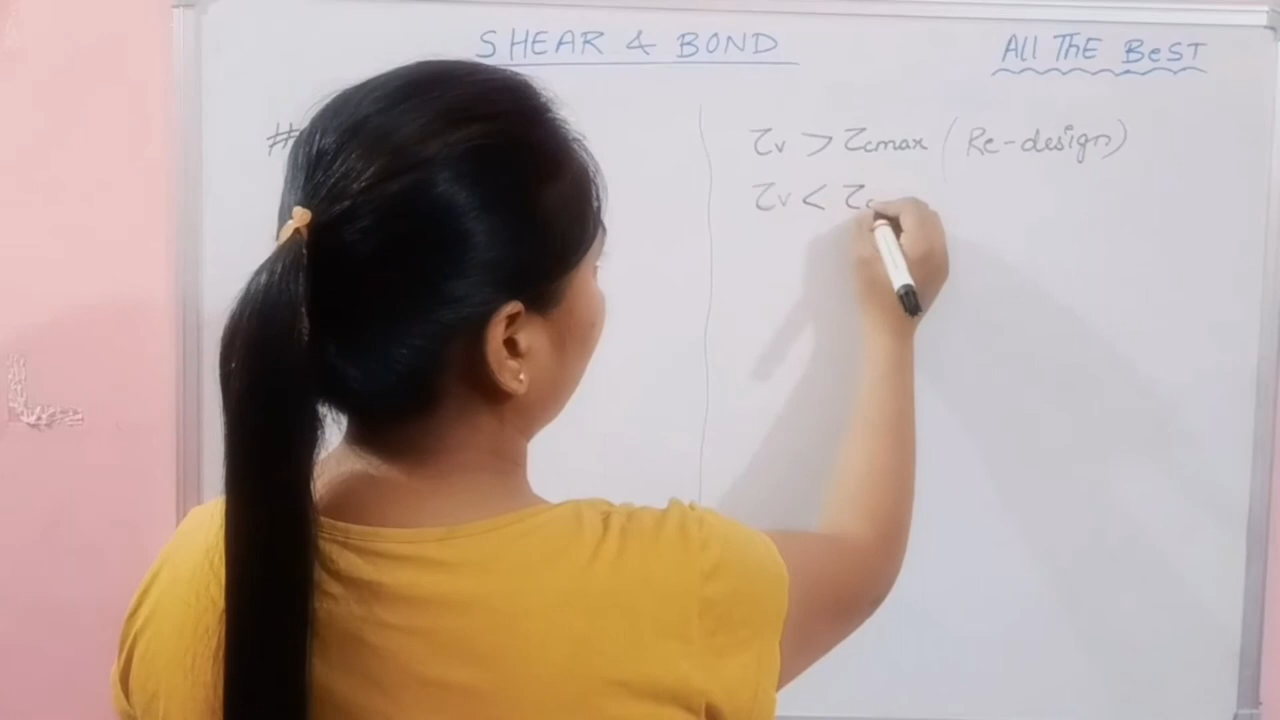 SHEAR & BOND
ALL THE BeST
#
τv > τcmax (Re-design)
τv < τc